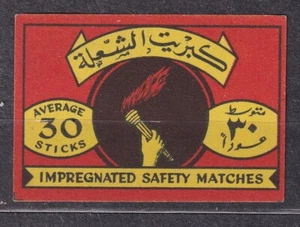 كبريت الشعلة
AVERAGE
30
STICKS
متوسط
٣٠
عوداً
IMPREGNATED SAFETY MATCHES